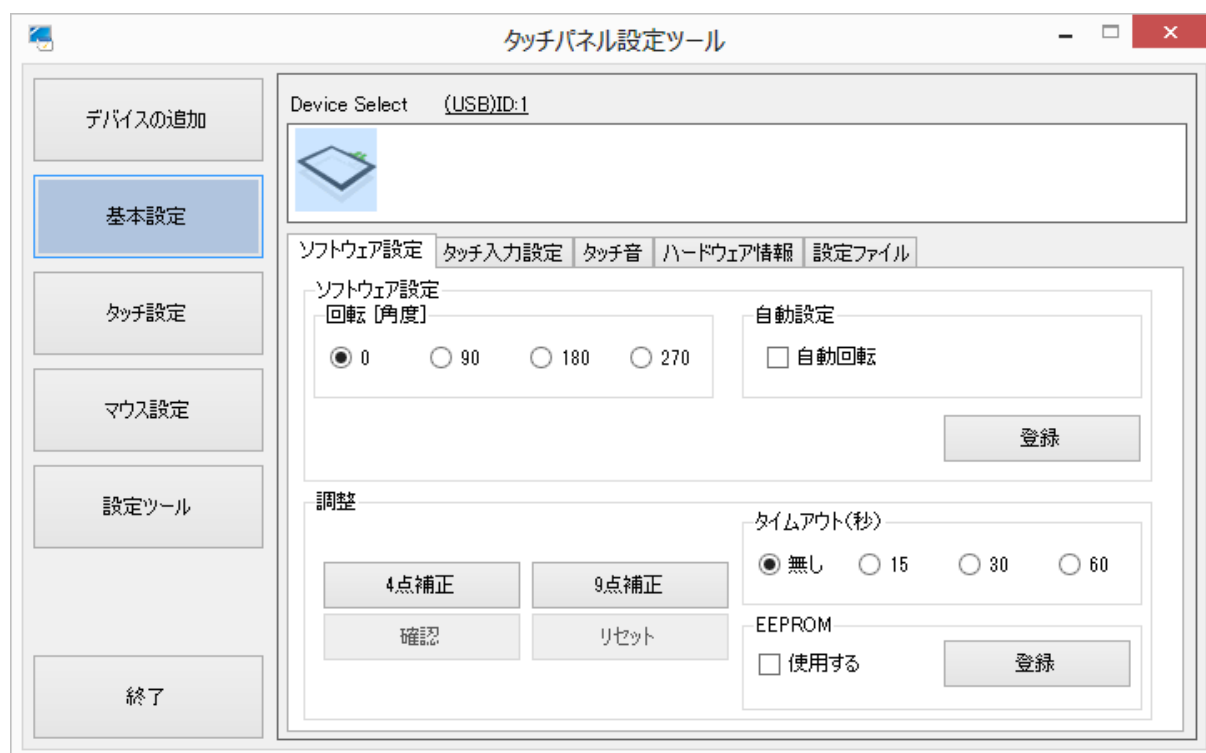 タッチパネル設定ツール
デバイスの追加
基本設定
タッチ設定
マウス設定
設定ツール
終了
Device Select (USB)ID:1
ソフトウェア設定 タッチ入力設定 タッチ音 ハードウェア情報 設定ファイル
ソフトウェア設定
回転 [角度]
0 90 180 270
自動設定
自動回転
登録
調整
4点補正 9点補正
確認 リセット
タイムアウト(秒)
無し 15 30 60
EEPROM
使用する 登録